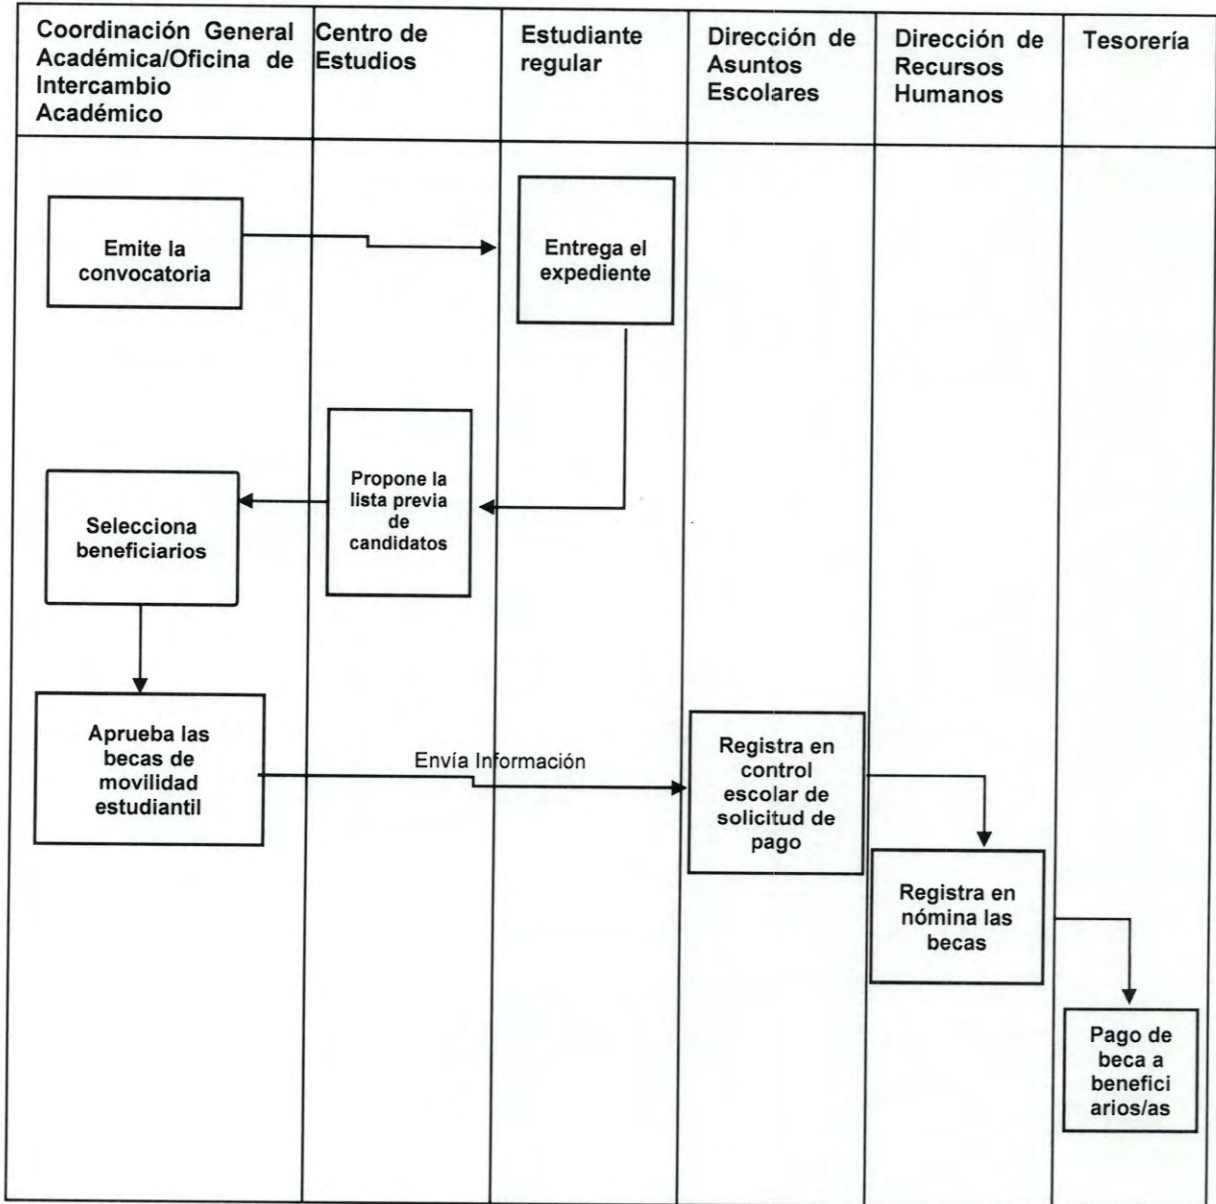 Coordinación General
Académica/Oficina de
Intercambio
Académico
Centro de
Estudios
Estudiante
regular
Dirección de
Asuntos
Escolares
Dirección de
Recursos
Humanos
Tesorería
Emite la
convocatoria
Entrega el
expediente
Propone la
lista previa
de
candidatos
Selecciona
beneficiarios
Aprueba las
becas de
movilidad
estudiantil
Envía Información
Registra en
control
escolar de
solicitud de
pago
Registra en
nómina las
becas
Pago de
beca a
benefici
arios/as